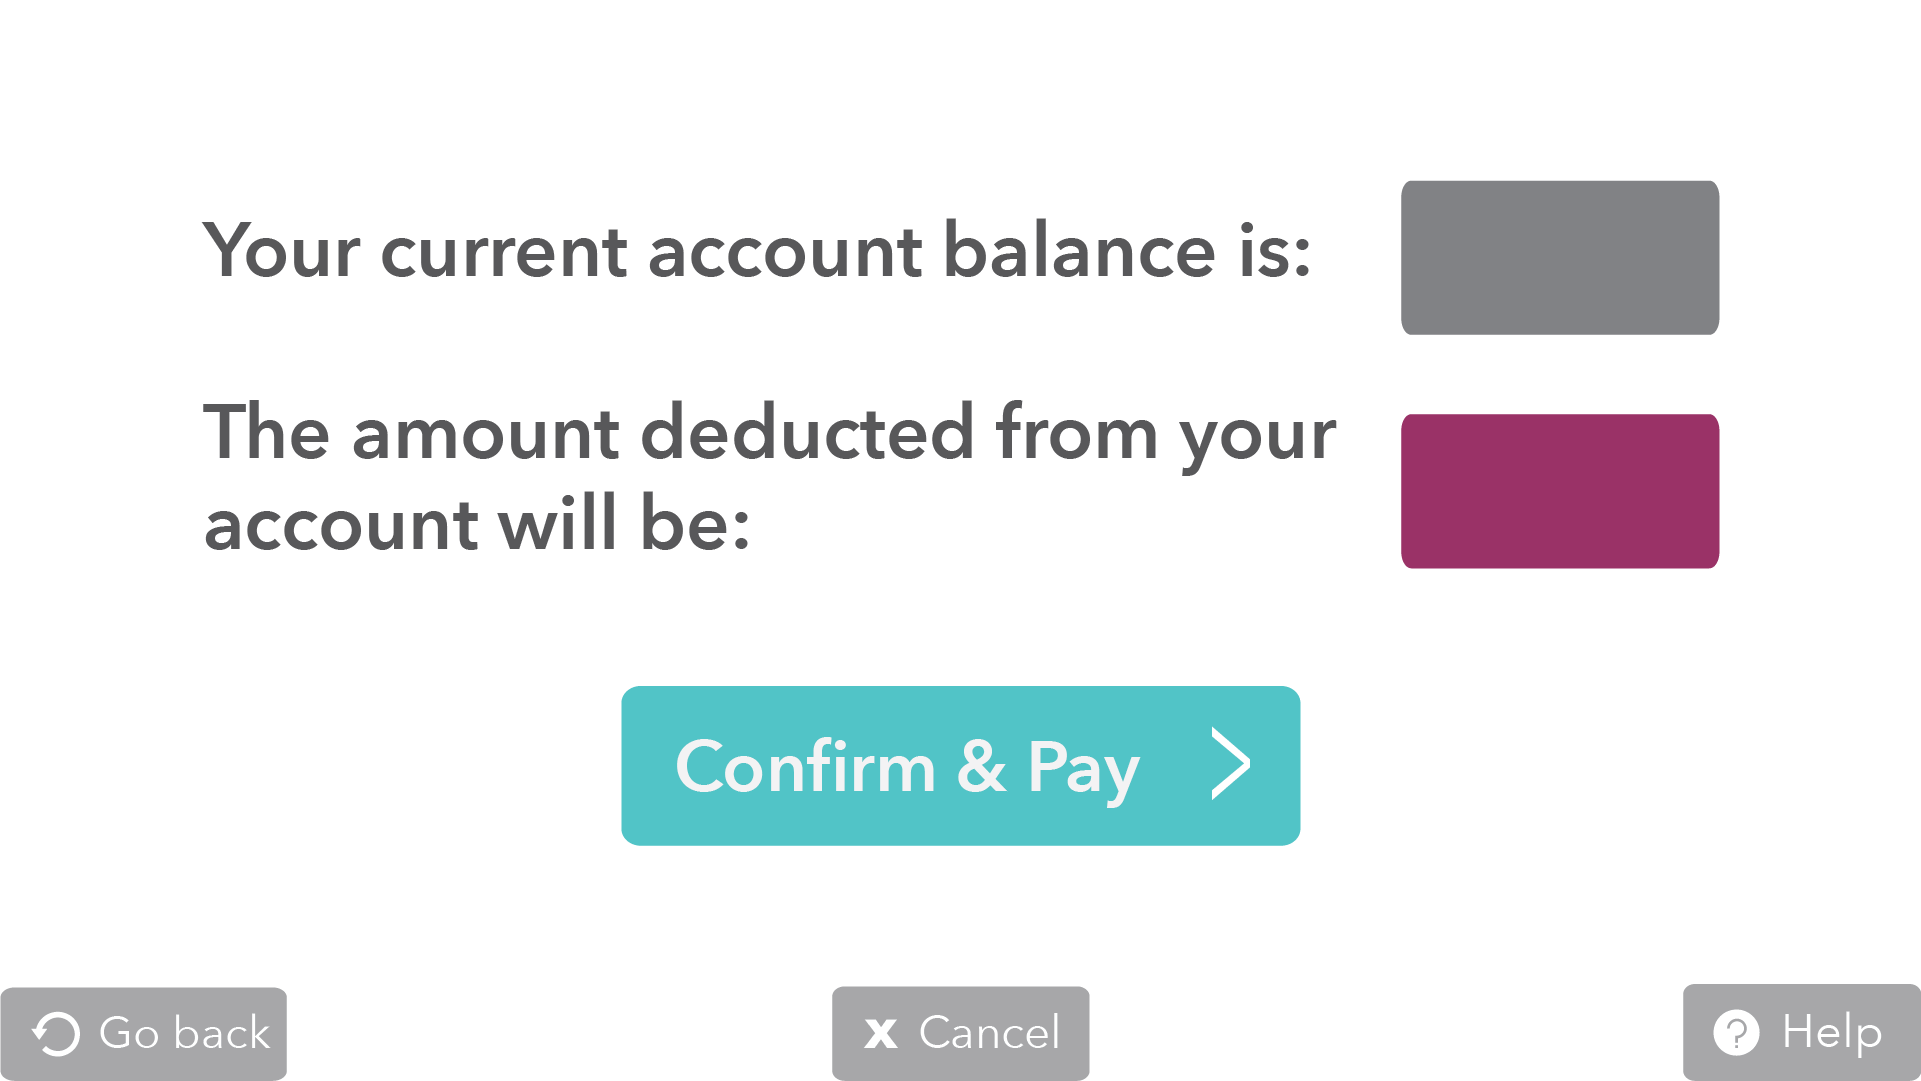 Your current account balance is:
The amount deducted from your
account will be:
Confirm & Pay
Go back
x Cancel
? Help